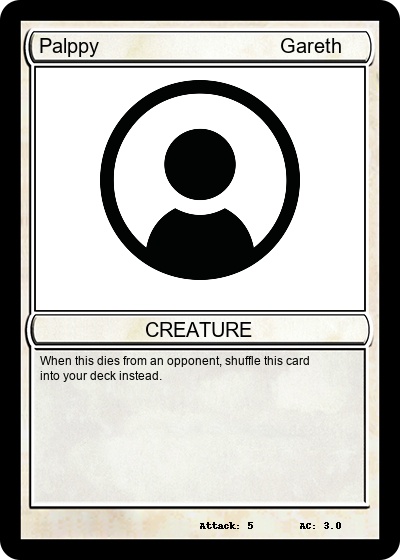 Palppy Gareth
CREATURE
When this dies from an opponent, shuffle this card
into your deck instead.
Attack: 5 AC: 3.0